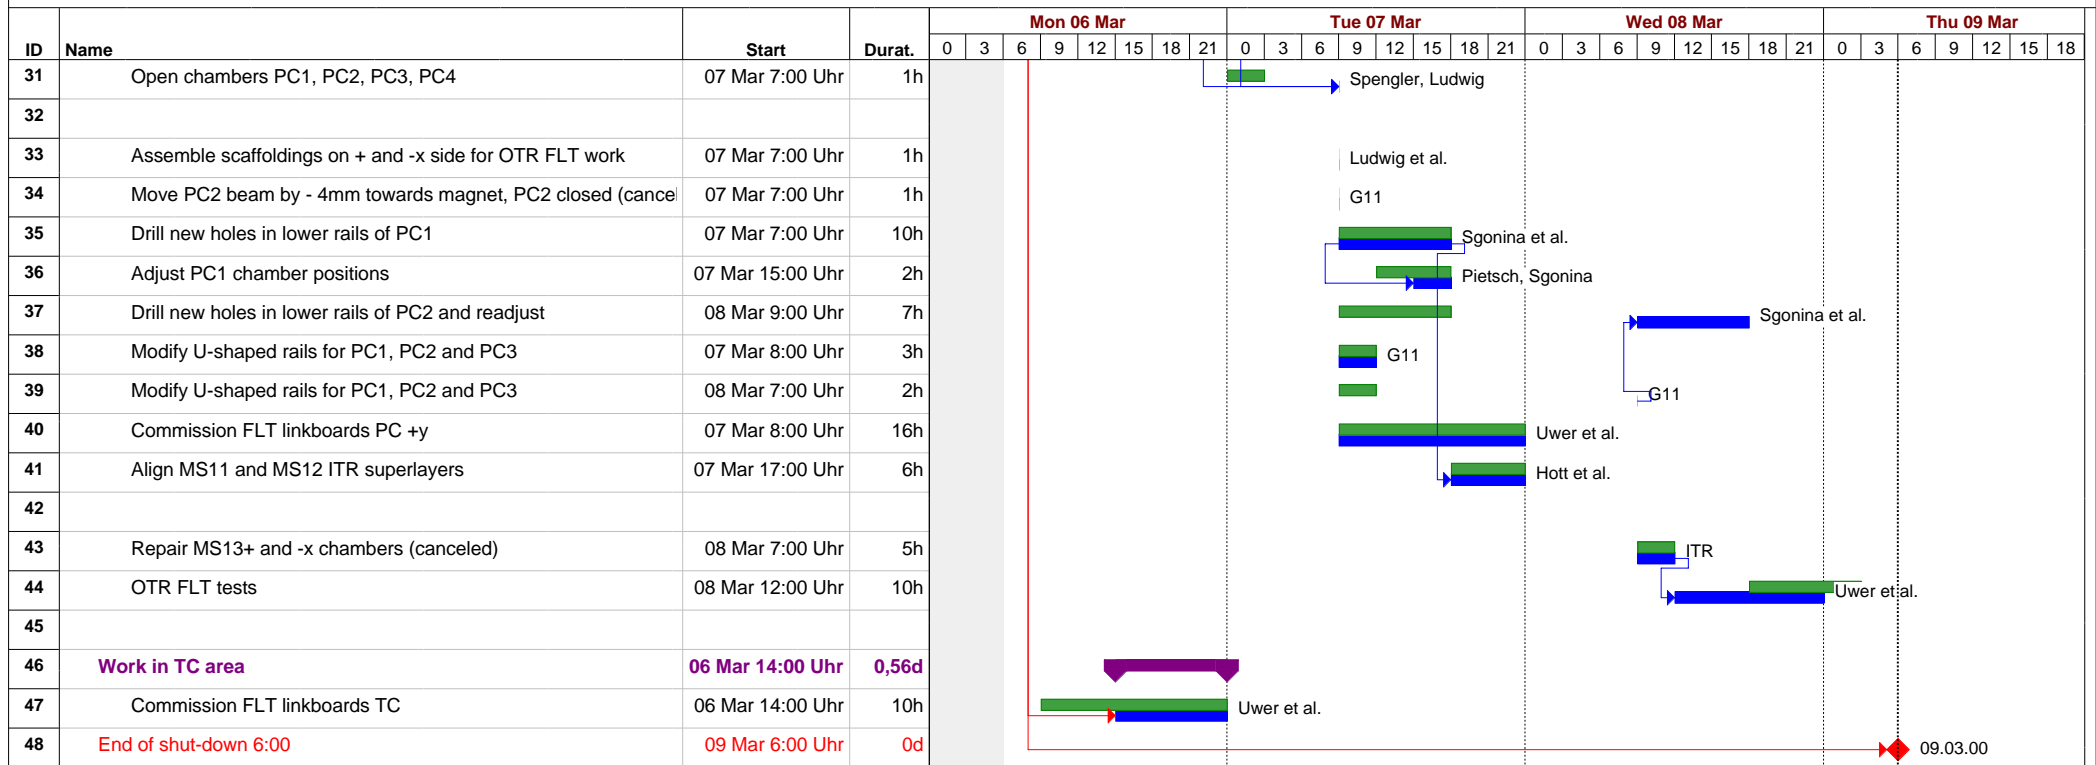 Mon 06 Mar Tue 07 Mar Wed 08 Mar Thu 09 Mar
ID Name Start Durat. 0 3 6 9 12 15 18 21 0 3 6 9 12 15 18 21 0 3 6 9 12 15 18 21 0 3 6 9 12 15 18
31 Open chambers PC1, PC2, PC3, PC4 07 Mar 7:00 Uhr 1h Spengler, Ludwig
32
33 Assemble scaffoldings on + and -x side for OTR FLT work 07 Mar 7:00 Uhr 1h Ludwig et al.
34 Move PC2 beam by - 4mm towards magnet, PC2 closed (cancel 07 Mar 7:00 Uhr 1h G11
35 Drill new holes in lower rails of PC1 07 Mar 7:00 Uhr 10h Sgonina et al.
36 Adjust PC1 chamber positions 07 Mar 15:00 Uhr 2h Pietsch, Sgonina
37 Drill new holes in lower rails of PC2 and readjust 08 Mar 9:00 Uhr 7h Sgonina et al.
38 Modify U-shaped rails for PC1, PC2 and PC3 07 Mar 8:00 Uhr 3h G11
39 Modify U-shaped rails for PC1, PC2 and PC3 08 Mar 7:00 Uhr 2h G11
40 Commission FLT linkboards PC +y 07 Mar 8:00 Uhr 16h Uwer et al.
41 Align MS11 and MS12 ITR superlayers 07 Mar 17:00 Uhr 6h Hott et al.
42
43 Repair MS13+ and -x chambers (canceled) 08 Mar 7:00 Uhr 5h ITR
44 OTR FLT tests 08 Mar 12:00 Uhr 10h Uwer et al.
45
46 Work in TC area 06 Mar 14:00 Uhr 0,56d
47 Commission FLT linkboards TC 06 Mar 14:00 Uhr 10h Uwer et al.
48 End of shut-down 6:00 09 Mar 6:00 Uhr 0d 09.03.00